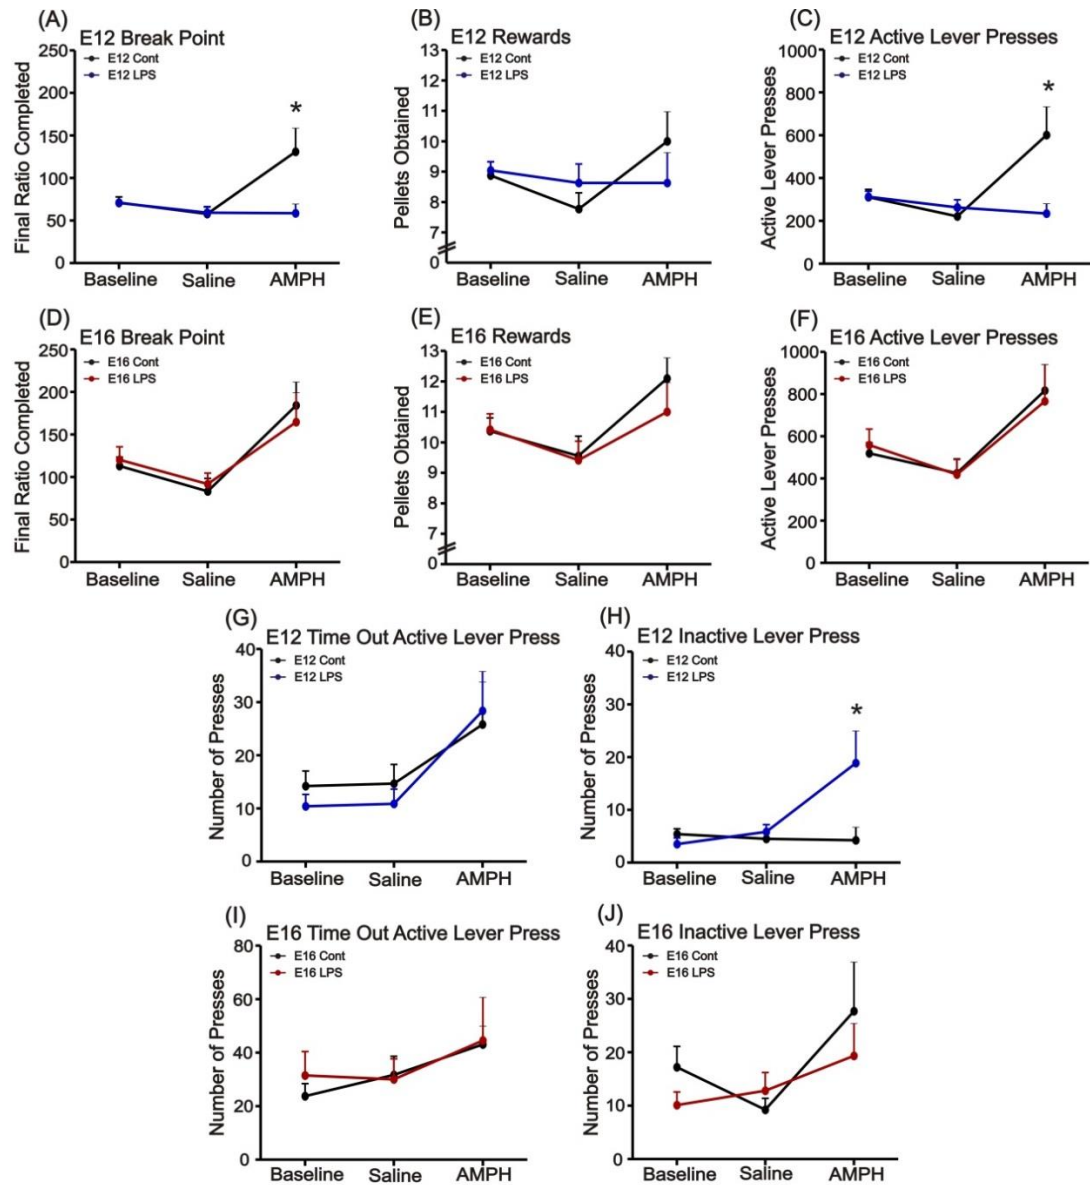 (A)
E12 Break Point
E12 Cont
E12 LPS
Final Ratio Completed
250
200
150
100
50
0
*
Baseline Saline AMPH
(B)
E12 Rewards
E12 Cont
E12 LPS
Pellets Obtained
13
12
11
10
9
8
7
0
Baseline Saline AMPH
(C)
E12 Active Lever Presses
E12 Cont
E12 LPS
Active Lever Presses
1000
800
600
400
200
0
*
Baseline Saline AMPH
(D)
E16 Break Point
E16 Cont
E16 LPS
Final Ratio Completed
250
200
150
100
50
0
Baseline Saline AMPH
(E)
E16 Rewards
E16 Cont
E16 LPS
Pellets Obtained
13
12
11
10
9
8
7
0
Baseline Saline AMPH
(F)
E16 Active Lever Presses
E16 Cont
E16 LPS
Active Lever Presses
1000
800
600
400
200
0
Baseline Saline AMPH
(G)
E12 Time Out Active Lever Press
E12 Cont
E12 LPS
Number of Presses
40
30
20
10
0
Baseline Saline AMPH
(H)
E12 Inactive Lever Press
E12 Cont
E12 LPS
Number of Presses
40
30
20
10
0
*
Baseline Saline AMPH
(I)
E16 Time Out Active Lever Press
E16 Cont
E16 LPS
Number of Presses
80
60
40
20
0
Baseline Saline AMPH
(J)
E16 Inactive Lever Press
E16 Cont
E16 LPS
Number of Presses
40
30
20
10
0
Baseline Saline AMPH